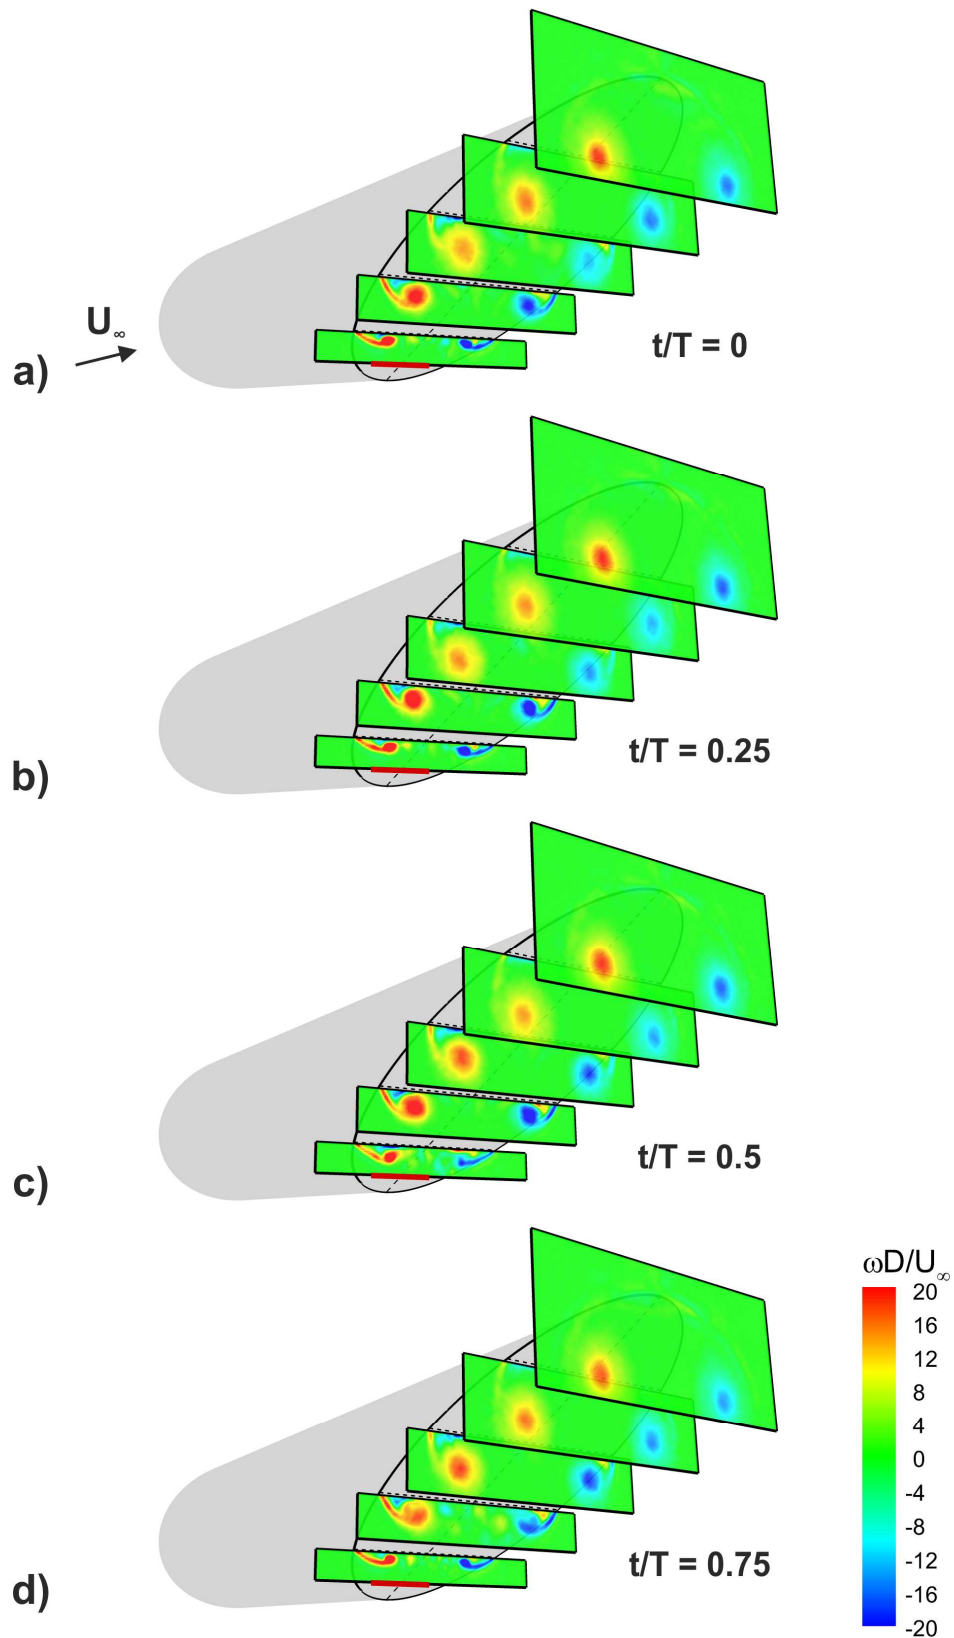 U∞
a)
t/T = 0
b)
t/T = 0.25
c)
t/T = 0.5
d)
t/T = 0.75
ωD/U∞
20
16
12
8
4
0
-4
-8
-12
-16
-20